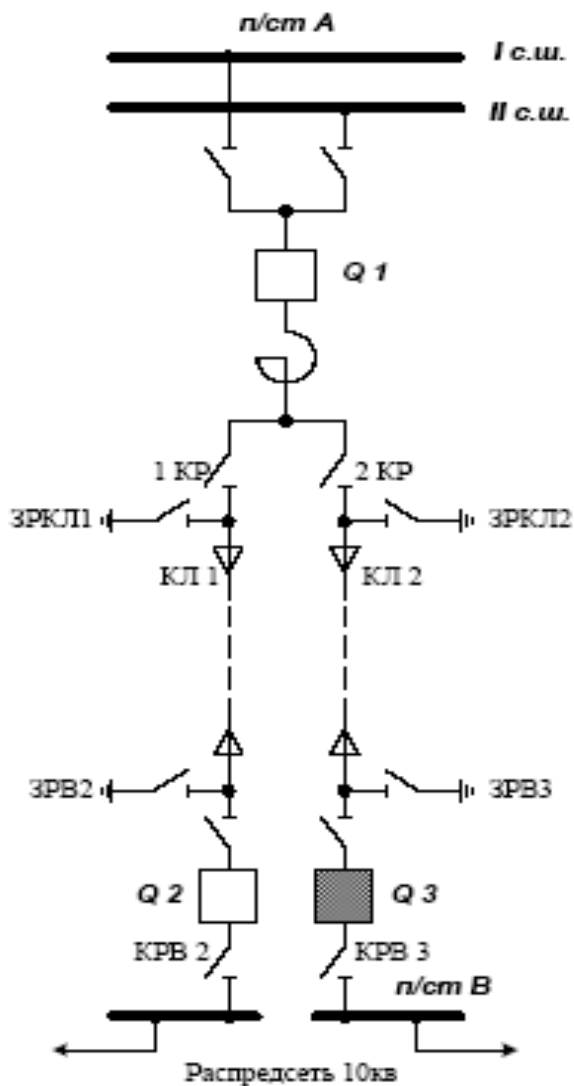 п/ст А
I с.ш.
II с.ш.
Q 1
1 КР
2 КР
ЗРКЛ1
ЗРКЛ2
КЛ 1
КЛ 2
ЗРВ2
ЗРВ3
Q 2
Q 3
КРВ 2
КРВ 3
п/ст В
Распредсеть 10кв